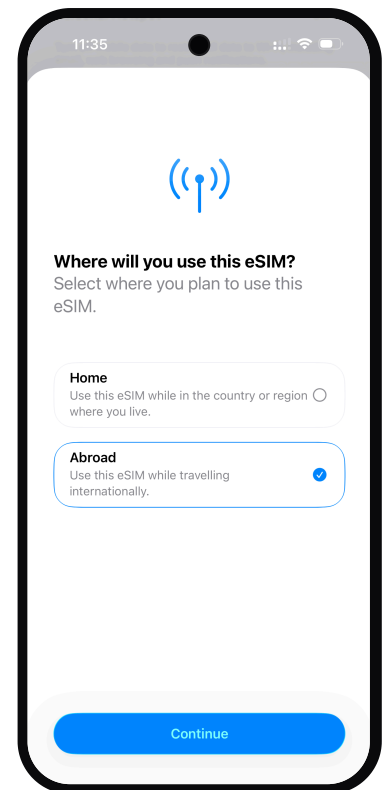 11:35
Where will you use this eSIM?
Select where you plan to use this
eSIM.
Home
Use this eSIM while in the country or region
where you live.
Abroad
Use this eSIM while travelling
internationally.
Continue